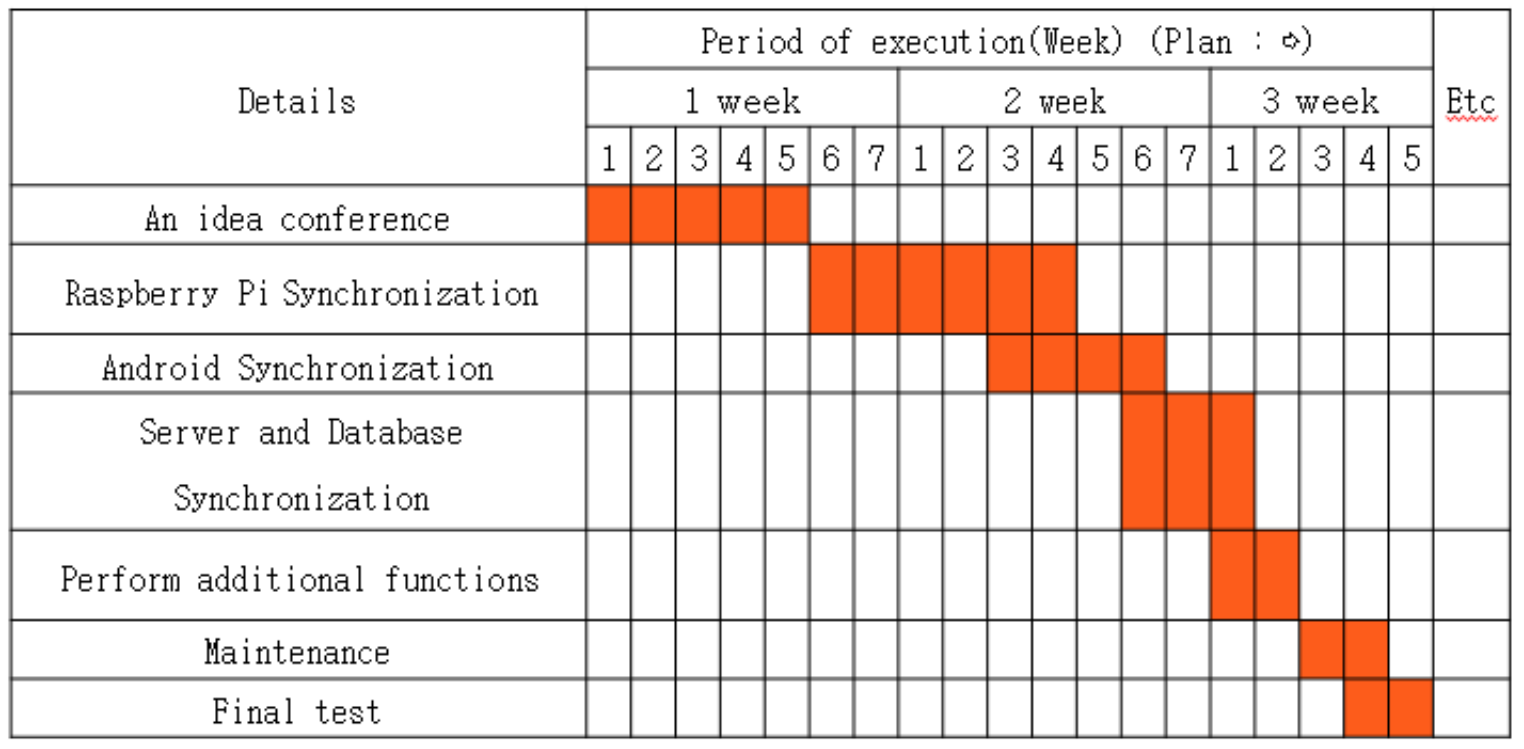 Period of execution(Week) (Plan : ➩)
Details
1 week 2 week 3 week Etc
1 2 3 4 5 6 7 1 2 3 4 5 6 7 1 2 3 4 5
An idea conference
Raspberry Pi Synchronization
Android Synchronization
Server and Database
Synchronization
Perform additional functions
Maintenance
Final test